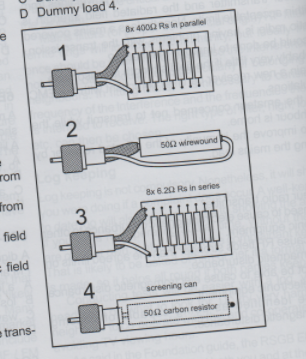 D Dummy load 4.
8x 400Ω Rs in parallel
1
2
50Ω wirewound
from
8x 6.2Ω Rs in series
from
3
field
field
4
screening can
50Ω carbon resistor
trans-